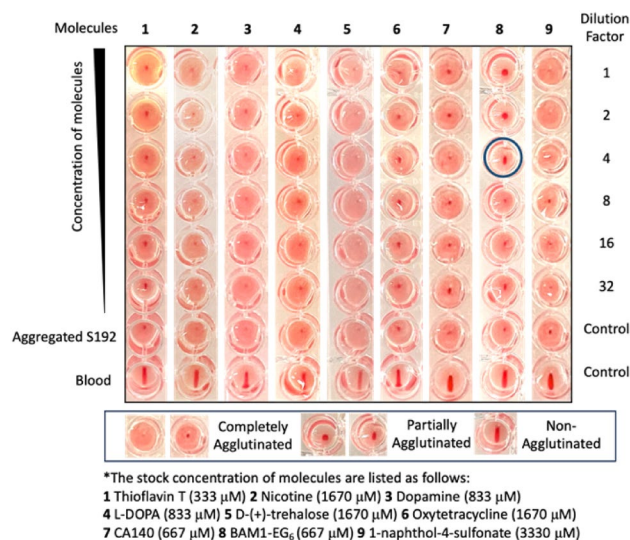 Molecules 1 2 3 4 5 6 7 8 9 Dilution Factor
Concentration of molecules
1
2
4
8
16
32
Aggregated S192 Control
Blood Control
Completely Agglutinated Partially Agglutinated Non-Agglutinated
*The stock concentration of molecules are listed as follows:
1 Thioflavin T (333 µM) 2 Nicotine (1670 µM) 3 Dopamine (833 µM)
4 L-DOPA (833 µM) 5 D-(+)-trehalose (1670 µM) 6 Oxytetracycline (1670 µM)
7 CA140 (667 µM) 8 BAM1-EG₆ (667 µM) 9 1-naphthol-4-sulfonate (3330 µM)